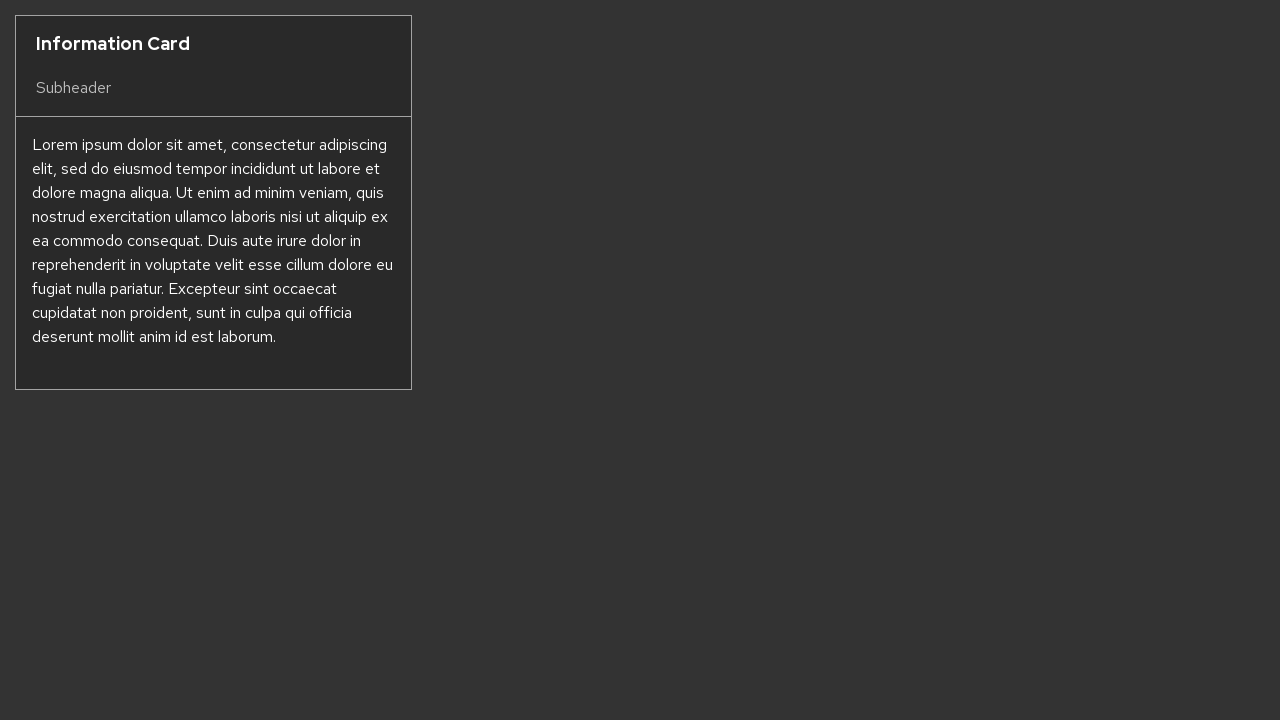 Information Card
Subheader
Lorem ipsum dolor sit amet, consectetur adipiscing
elit, sed do eiusmod tempor incididunt ut labore et
dolore magna aliqua. Ut enim ad minim veniam, quis
nostrud exercitation ullamco laboris nisi ut aliquip ex
ea commodo consequat. Duis aute irure dolor in
reprehenderit in voluptate velit esse cillum dolore eu
fugiat nulla pariatur. Excepteur sint occaecat
cupidatat non proident, sunt in culpa qui officia
deserunt mollit anim id est laborum.